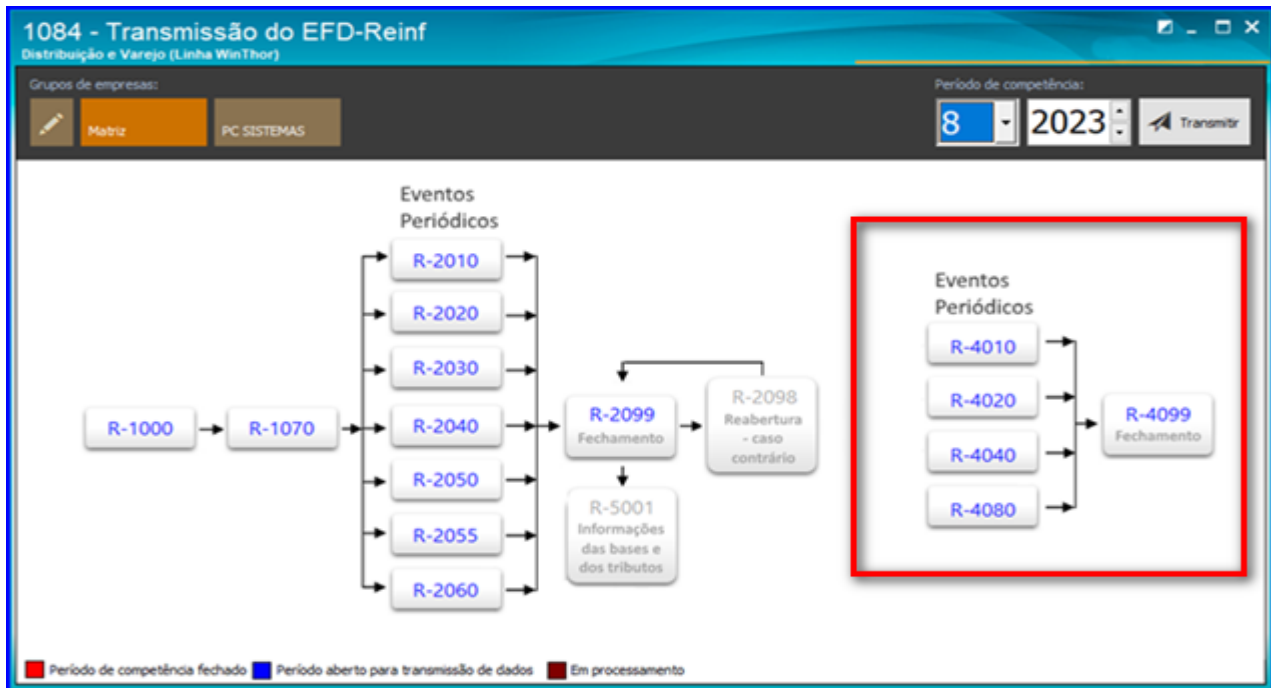 1084 - Transmissão do EFD-Reinf
Distribuição e Varejo (Linha WinThor)
Grupos de empresas:
Matriz
PC SISTEMAS
Período de competência:
8
2023
Transmitir
Eventos
Periódicos
R-2010
R-2020
R-2030
R-2040
R-2050
R-2055
R-2060
R-1000
R-1070
R-2099
Fechamento
R-2098
Reabertura
- caso
contrário
R-5001
Informações
das bases e
dos tributos
Eventos
Periódicos
R-4010
R-4020
R-4040
R-4080
R-4099
Fechamento
Período de competência fechado
Período aberto para transmissão de dados
Em processamento